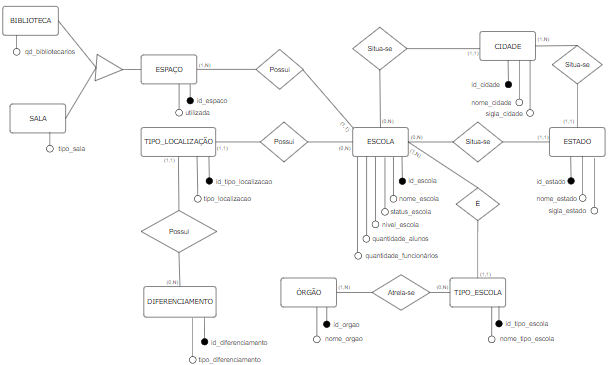 BIBLIOTECA
qd_bibliotecarios
SALA
tipo_sala
ESPAÇO
(1,N)
id_espaco
utilizada
Possui
(1,1)
Situa-se
(1,1)
(0,N)
CIDADE
(1,N)
id_cidade
nome_cidade
sigla_cidade
Situa-se
(1,1)
TIPO_LOCALIZAÇÃO
(1,1)
(1,1)
id_tipo_localizacao
tipo_localizacao
Possui
(0,N)
ESCOLA
(0,N)
(1,N)
id_escola
nome_escola
status_escola
nivel_escola
quantidade_alunos
quantidade_funcionários
Situa-se
(1,1)
ESTADO
id_estado
nome_estado
sigla_estado
Possui
(0,N)
DIFERENCIAMENTO
id_diferenciamento
tipo_diferenciamento
É
(1,1)
ÓRGÃO
(1,N)
id_orgao
nome_orgao
Atrela-se
(0,N)
TIPO_ESCOLA
id_tipo_escola
nome_tipo_escola